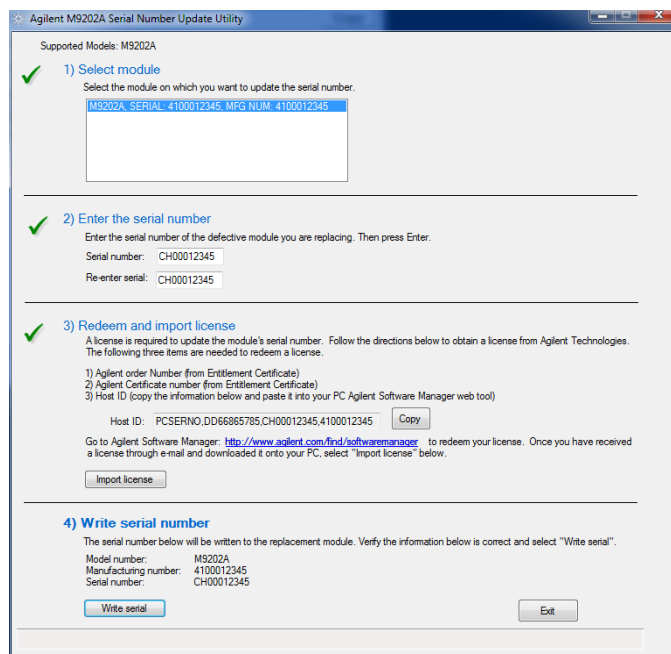 Agilent M9202A Serial Number Update Utility
Supported Models: M9202A
1) Select module
Select the module on which you want to update the serial number.
M9202A, SERIAL: 4100012345, MFG NUM: 4100012345
2) Enter the serial number
Enter the serial number of the defective module you are replacing. Then press Enter.
Serial number: CH00012345
Re-enter serial: CH00012345
3) Redeem and import license
A license is required to update the module's serial number. Follow the directions below to obtain a license from Agilent Technologies.
The following three items are needed to redeem a license.
1) Agilent order Number (from Entitlement Certificate)
2) Agilent Certificate number (from Entitlement Certificate)
3) Host ID (copy the information below and paste it into your PC Agilent Software Manager web tool)
Host ID: PCSERNO,DD66865785,CH00012345,4100012345 Copy
Go to Agilent Software Manager: http://www.agilent.com/find/softwaremanager to redeem your license. Once you have received
a license through e-mail and downloaded it onto your PC, select "Import license" below.
Import license
4) Write serial number
The serial number below will be written to the replacement module. Verify the information below is correct and select "Write serial".
Model number: M9202A
Manufacturing number: 4100012345
Serial number: CH00012345
Write serial Exit